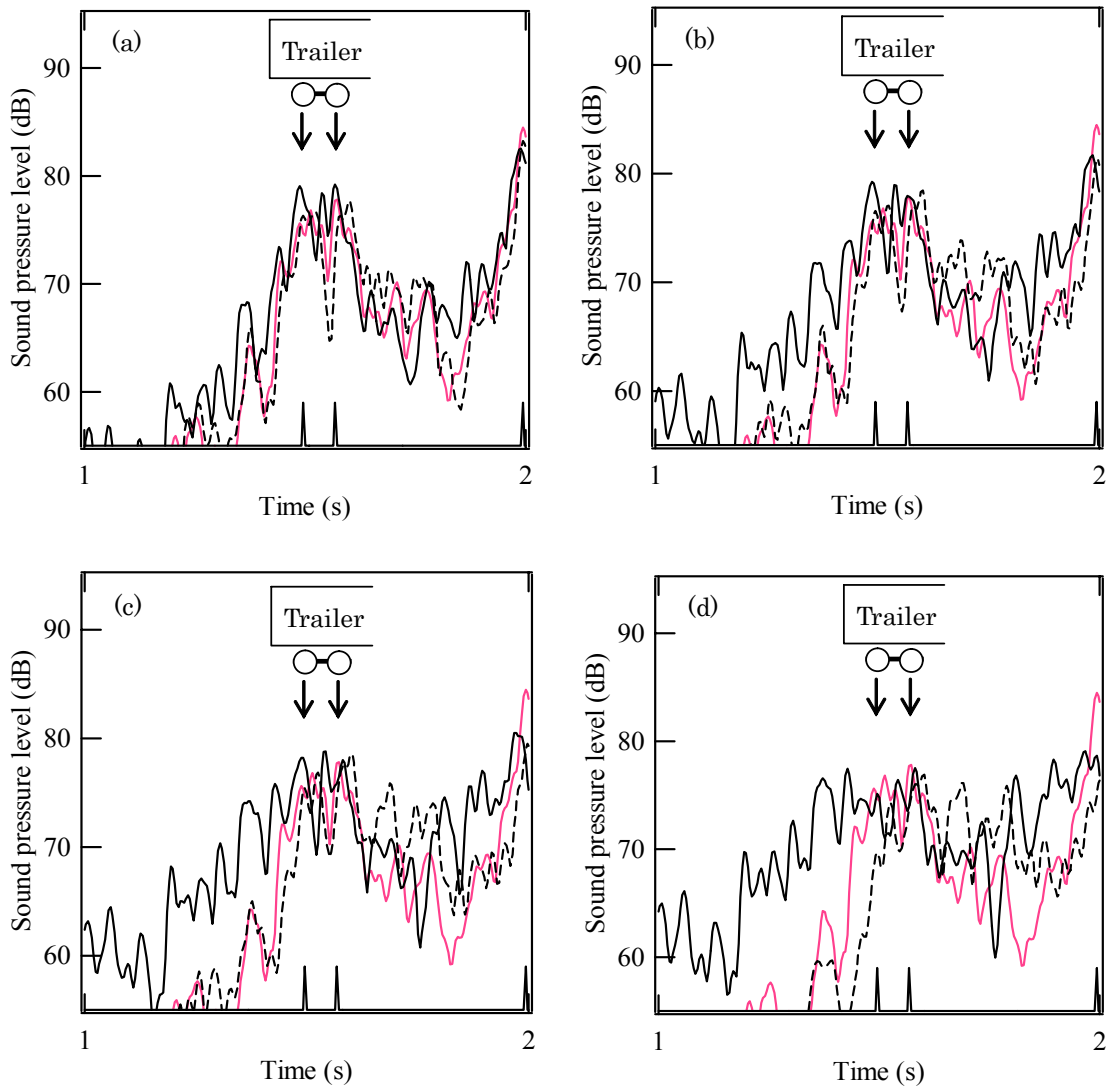 (a)
Trailer
90
80
70
60
Sound pressure level (dB)
1
2
Time (s)
(b)
Trailer
90
80
70
60
Sound pressure level (dB)
1
2
Time (s)
(c)
Trailer
90
80
70
60
Sound pressure level (dB)
1
2
Time (s)
(d)
Trailer
90
80
70
60
Sound pressure level (dB)
1
2
Time (s)